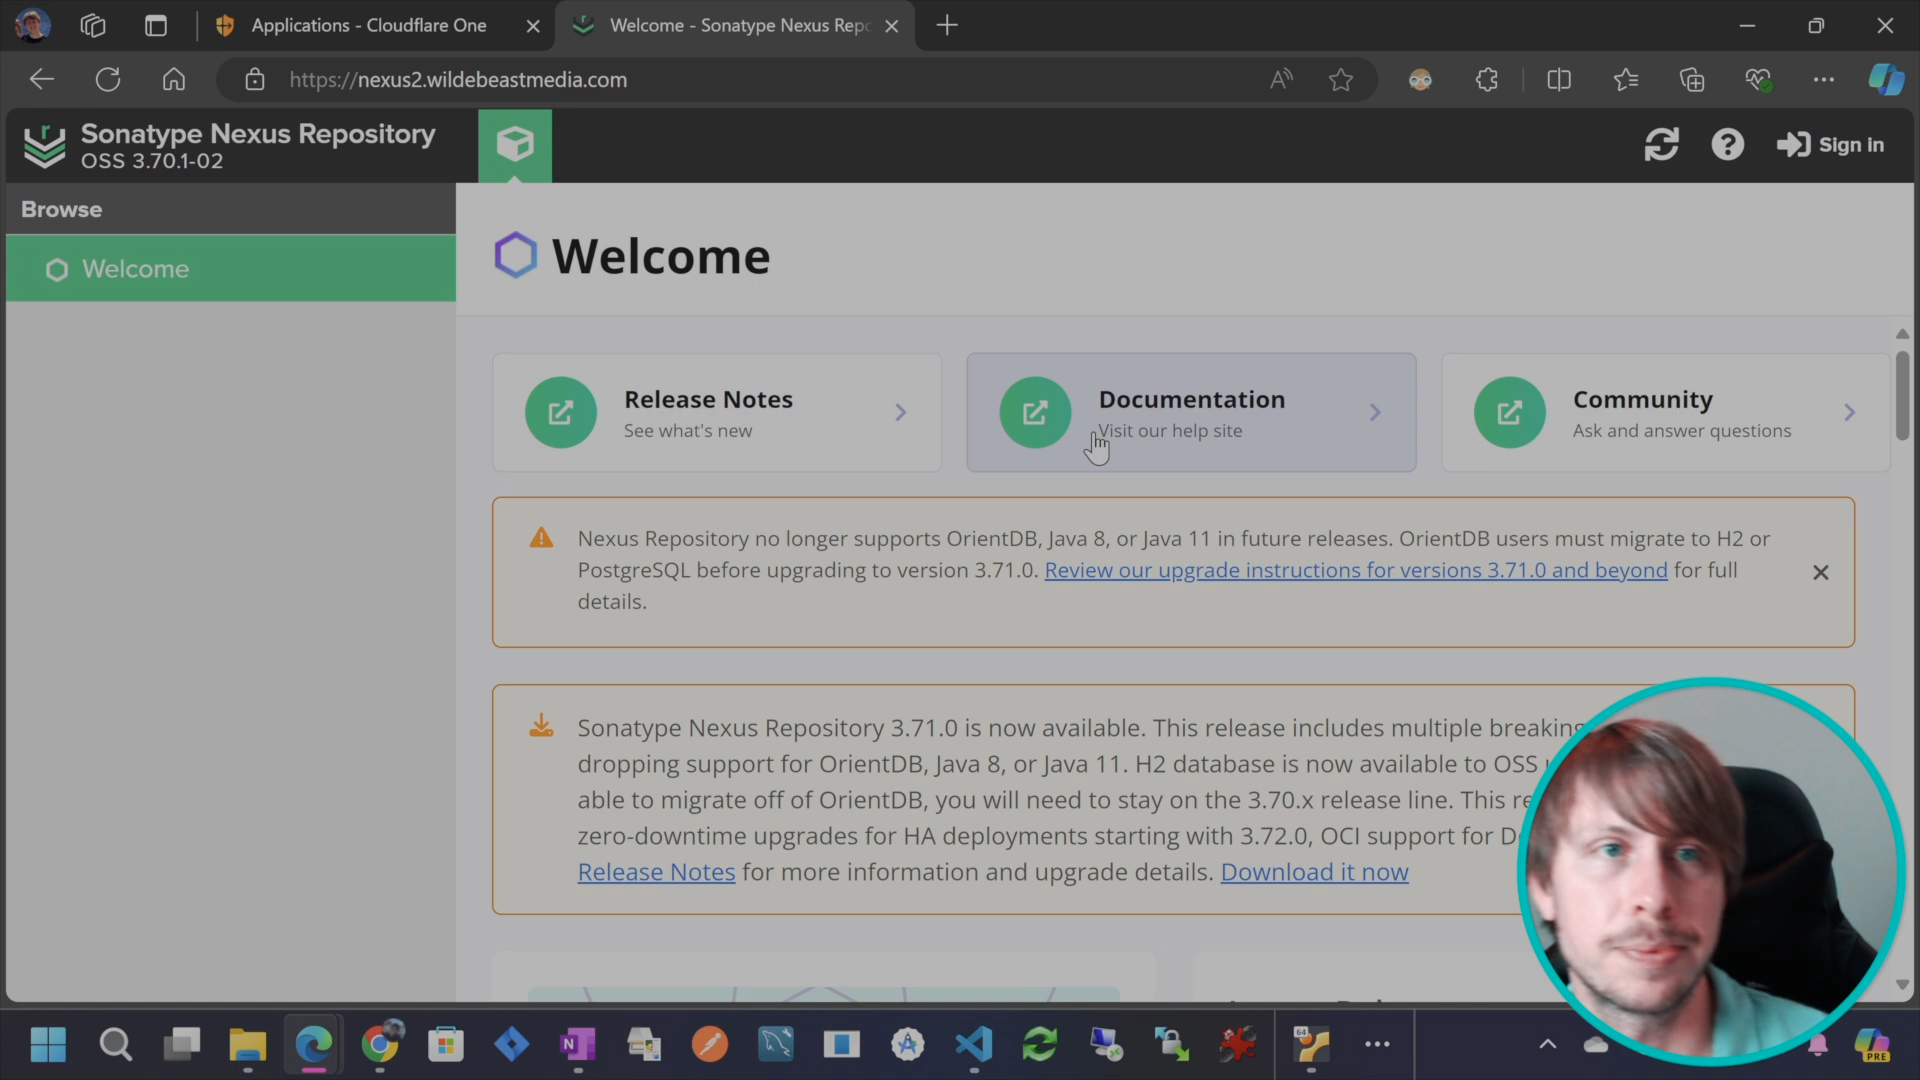 Applications - Cloudflare One
Welcome - Sonatype Nexus Repo
https://nexus2.wildebeastmedia.com
Sonatype Nexus Repository
OSS 3.70.1-02
Sign in
Browse
Welcome
Welcome
Release Notes
See what's new
Documentation
Visit our help site
Community
Ask and answer questions
Nexus Repository no longer supports OrientDB, Java 8, or Java 11 in future releases. OrientDB users must migrate to H2 or
PostgreSQL before upgrading to version 3.71.0. Review our upgrade instructions for versions 3.71.0 and beyond for full
details.
Sonatype Nexus Repository 3.71.0 is now available. This release includes multiple breaking
dropping support for OrientDB, Java 8, or Java 11. H2 database is now available to OSS
able to migrate off of OrientDB, you will need to stay on the 3.70.x release line. This
zero-downtime upgrades for HA deployments starting with 3.72.0, OCI support for
Release Notes for more information and upgrade details. Download it now
N
64
PRE